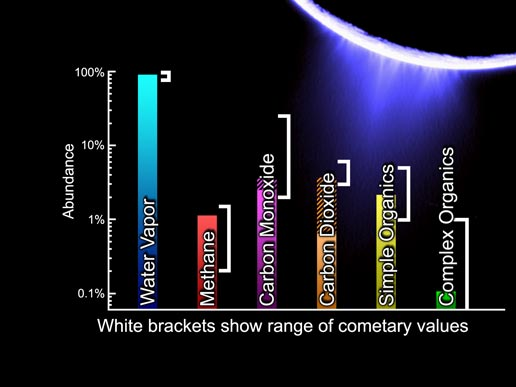 100%
10%
1%
0.1%
Abundance
Water Vapor
Methane
Carbon Monoxide
Carbon Dioxide
Simple Organics
Complex Organics
White brackets show range of cometary values